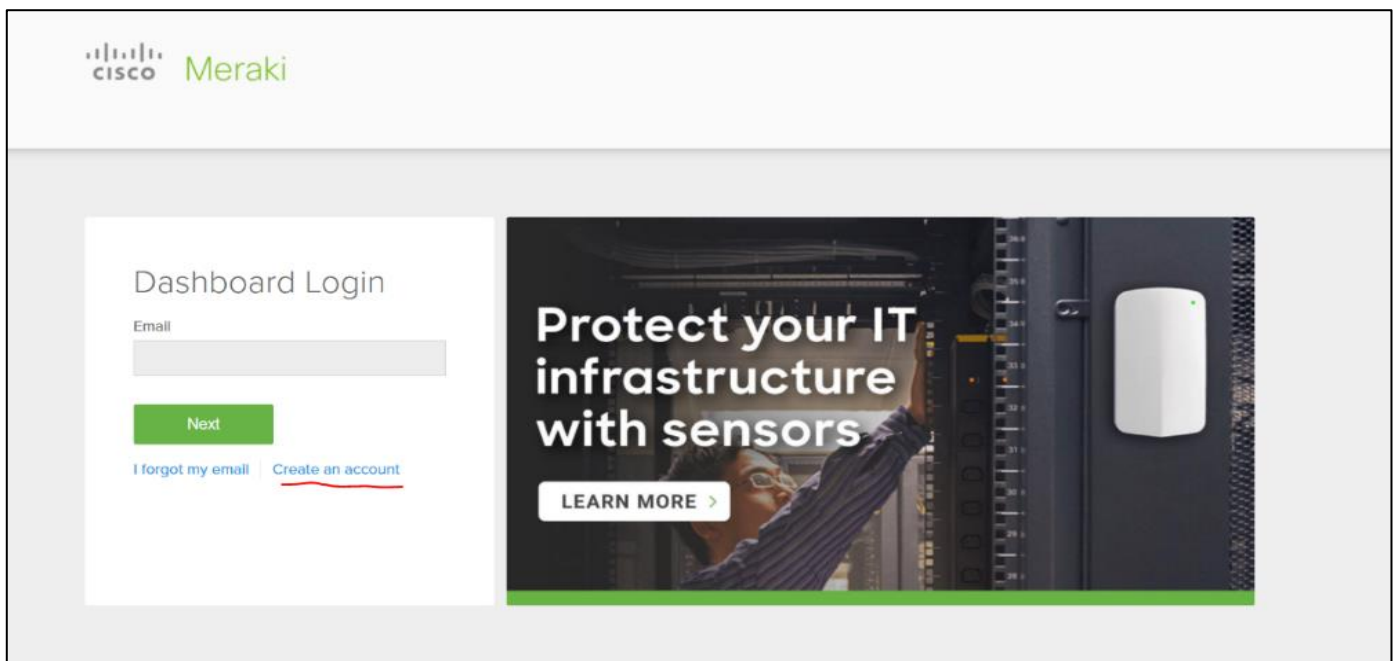 cisco Meraki
Dashboard Login
Email
Next
I forgot my email Create an account
Protect your IT
infrastructure
with sensors
LEARN MORE >